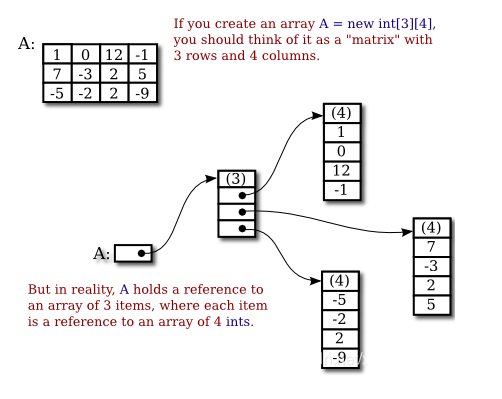 If you create an array A = new int[3][4],
you should think of it as a "matrix" with
3 rows and 4 columns.
A:
1 0 12 -1
7 -3 2 5
-5 -2 2 -9
(4)
1
0
12
-1
(3)
(4)
7
-3
2
5
A:
But in reality, A holds a reference to
an array of 3 items, where each item
is a reference to an array of 4 ints.
(4)
-5
-2
2
-9